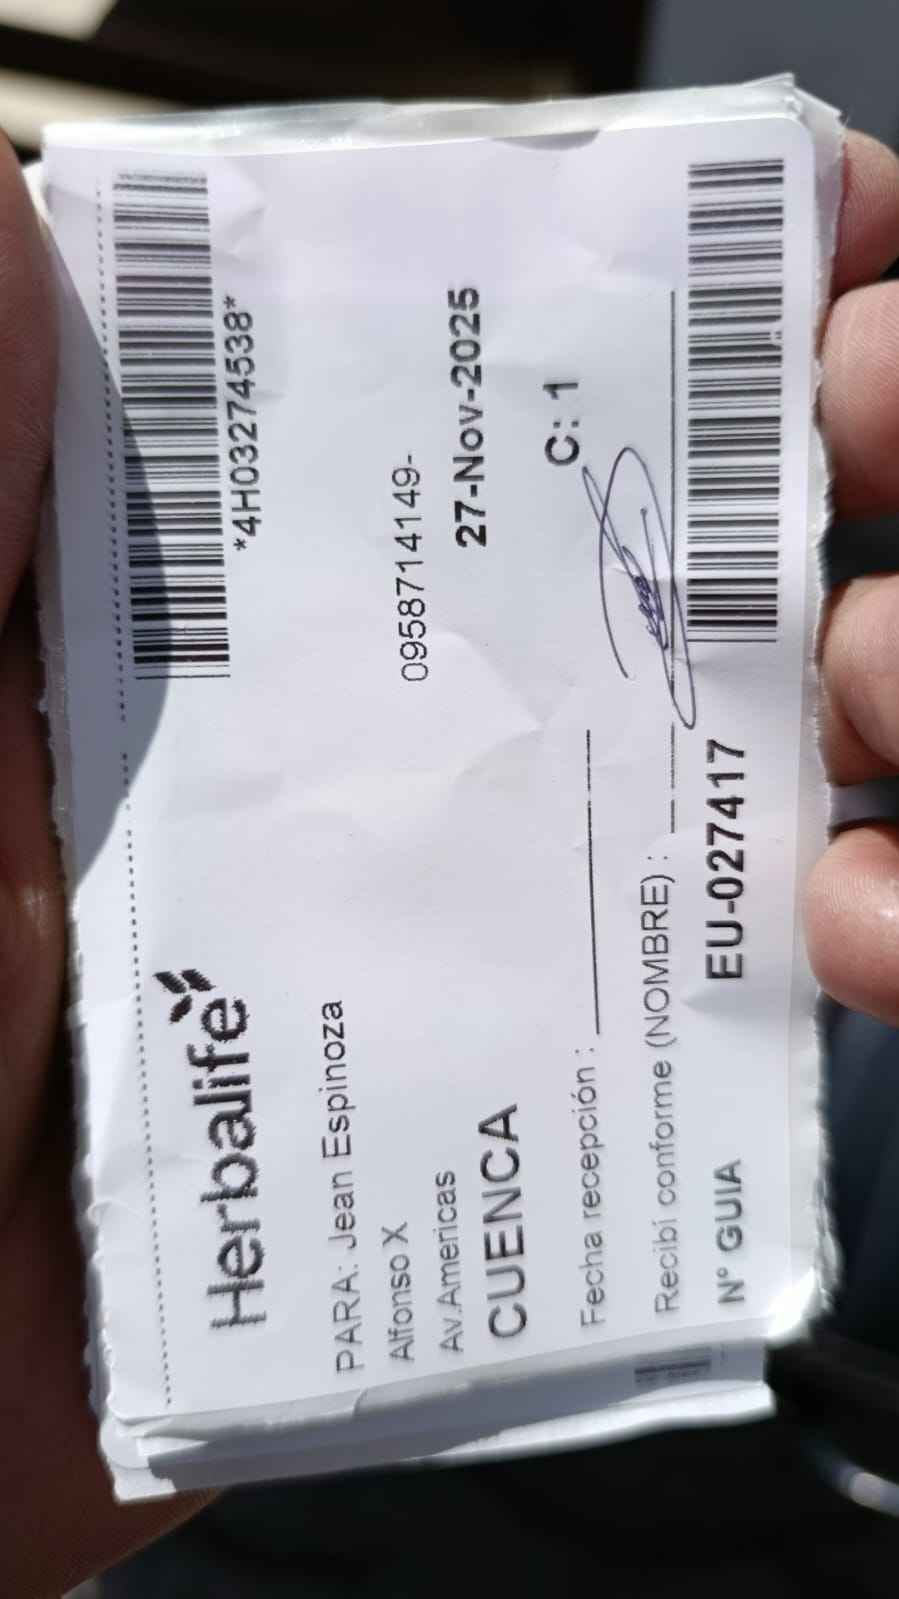 *4H03274538*
Herbalife
PARA: Jean Espinoza
Alfonso X
0958714149-
Av.Americas
27-Nov-2025
CUENCA
C: 1
Fecha recepción :
Recibí conforme (NOMBRE) :
N° GUIA
EU-027417